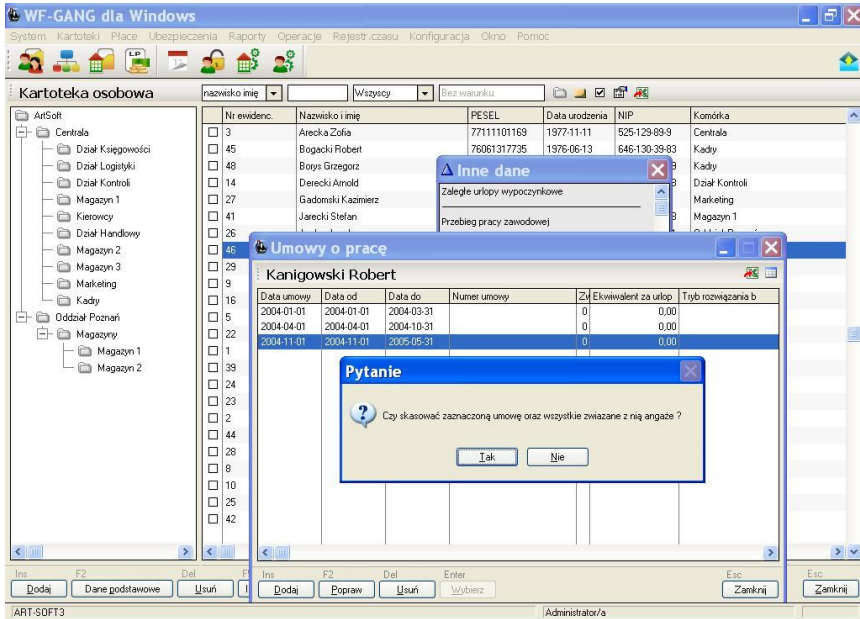 WF-GANG dla Windows
System Kartoteki Płace Ubezpieczenia Raporty Operacje Rejestr.czasu Konfiguracja Okno Pomoc
Kartoteka osobowa
nazwisko imię Wszyscy Bez warunku
ArtSoft
Centrala
Dział Księgowości
Dział Logistyki
Dział Kontroli
Magazyn 1
Kierowcy
Dział Handlowy
Magazyn 2
Magazyn 3
Marketing
Kadry
Oddział Poznań
Magazyny
Magazyn 1
Magazyn 2
Nr ewidenc. Nazwisko i imię PESEL Data urodzenia NIP Komórka
3 Arecka Zofia 77111101169 1977-11-11 525-129-89-9 Centrala
45 Bogacki Robert 76061317735 1976-06-13 646-130-39-83 Kadry
48 Borys Grzegorz 9 Kadry
14 Derecki Arnold 8 Dział Kontroli
27 Gadomski Kazimierz Marketing
41 Jarecki Stefan 3 Magazyn 1
26
46
29
9
16
5
22
1
39
24
23
2
44
28
8
10
25
42
Inne dane
Zaległe urlopy wypoczynkowe
Przebieg pracy zawodowej
Umowy o pracę
Kanigowski Robert
Data umowy Data od Data do Numer umowy Zw Ekwiwalent za urlop Tryb rozwiązania b
2004-01-01 2004-01-01 2004-03-31 0 0,00
2004-04-01 2004-04-01 2004-10-31 0 0,00
2004-11-01 2004-11-01 2005-05-31 0 0,00
Pytanie
Czy skasować zaznaczoną umowę oraz wszystkie zwiazane z nią angaże ?
Tak Nie
Ins F2 Del Enter Esc
Dodaj Popraw Usuń Wybierz Zamknij
Ins F2 Del Esc
Dodaj Dane podstawowe Usuń Zamknij
ART-SOFT3 Administrator/a